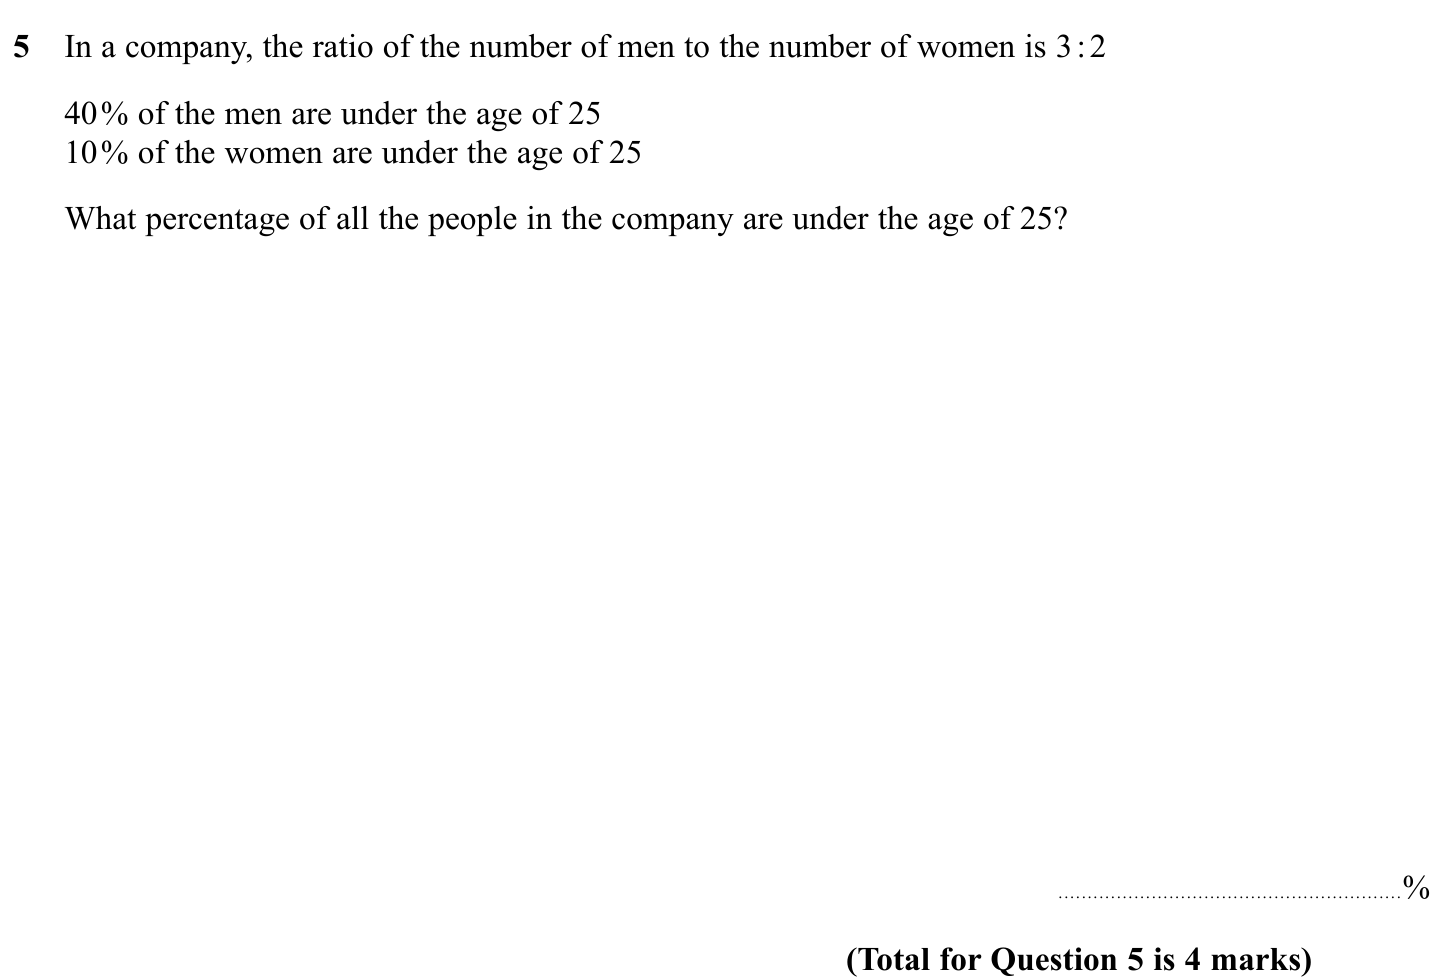 5 In a company, the ratio of the number of men to the number of women is 3 : 2
40% of the men are under the age of 25
10% of the women are under the age of 25
What percentage of all the people in the company are under the age of 25?
............................................................%
(Total for Question 5 is 4 marks)